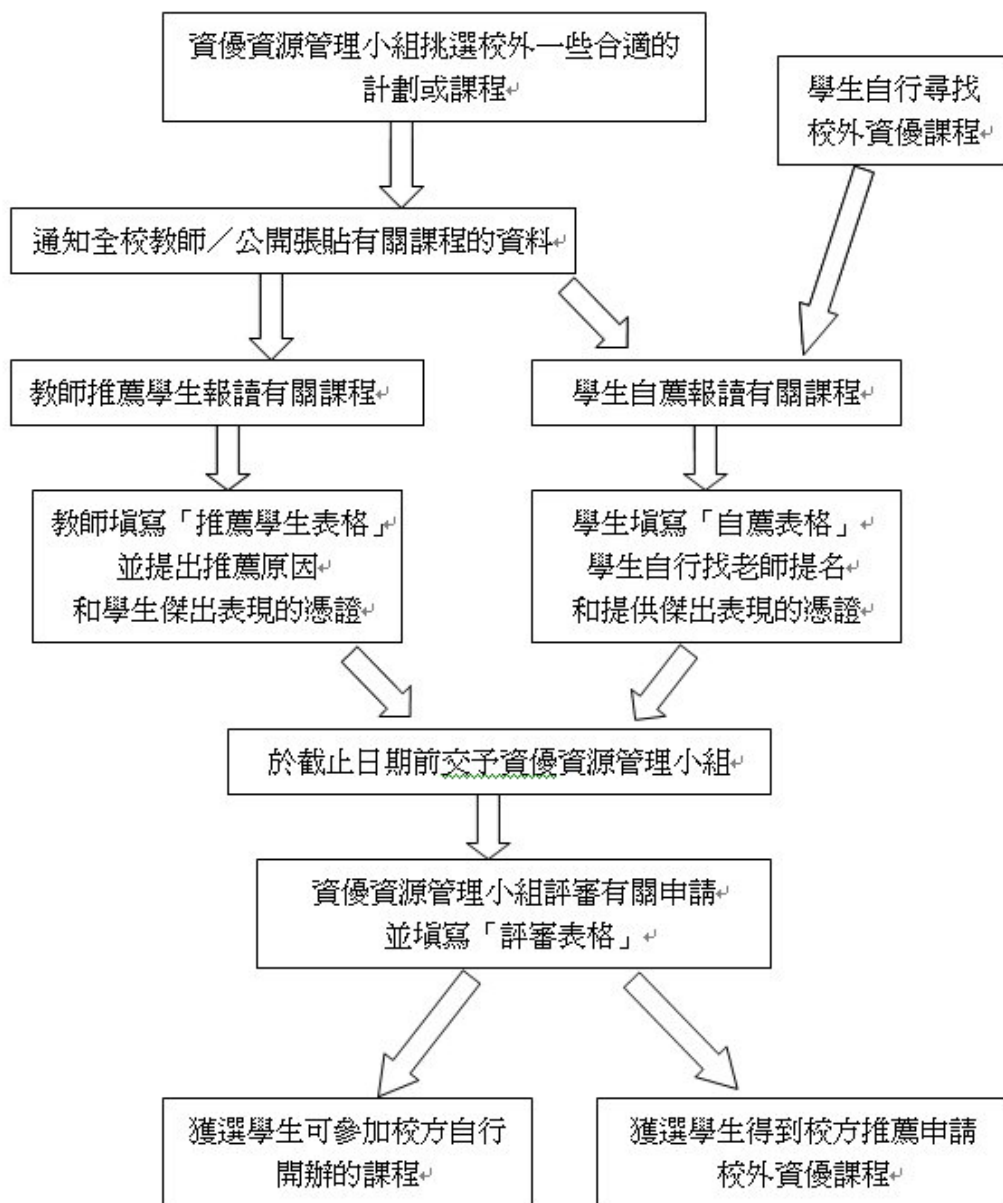 資優資源管理小組挑選校外一些合適的
計劃或課程
學生自行尋找
校外資優課程
通知全校教師／公開張貼有關課程的資料
教師推薦學生報讀有關課程
學生自薦報讀有關課程
教師填寫「推薦學生表格」
並提出推薦原因
和學生傑出表現的憑證
學生填寫「自薦表格」
學生自行找老師提名
和提供傑出表現的憑證
於截止日期前交予資優資源管理小組
資優資源管理小組評審有關申請
並填寫「評審表格」
獲選學生可參加校方自行
開辦的課程
獲選學生得到校方推薦申請
校外資優課程